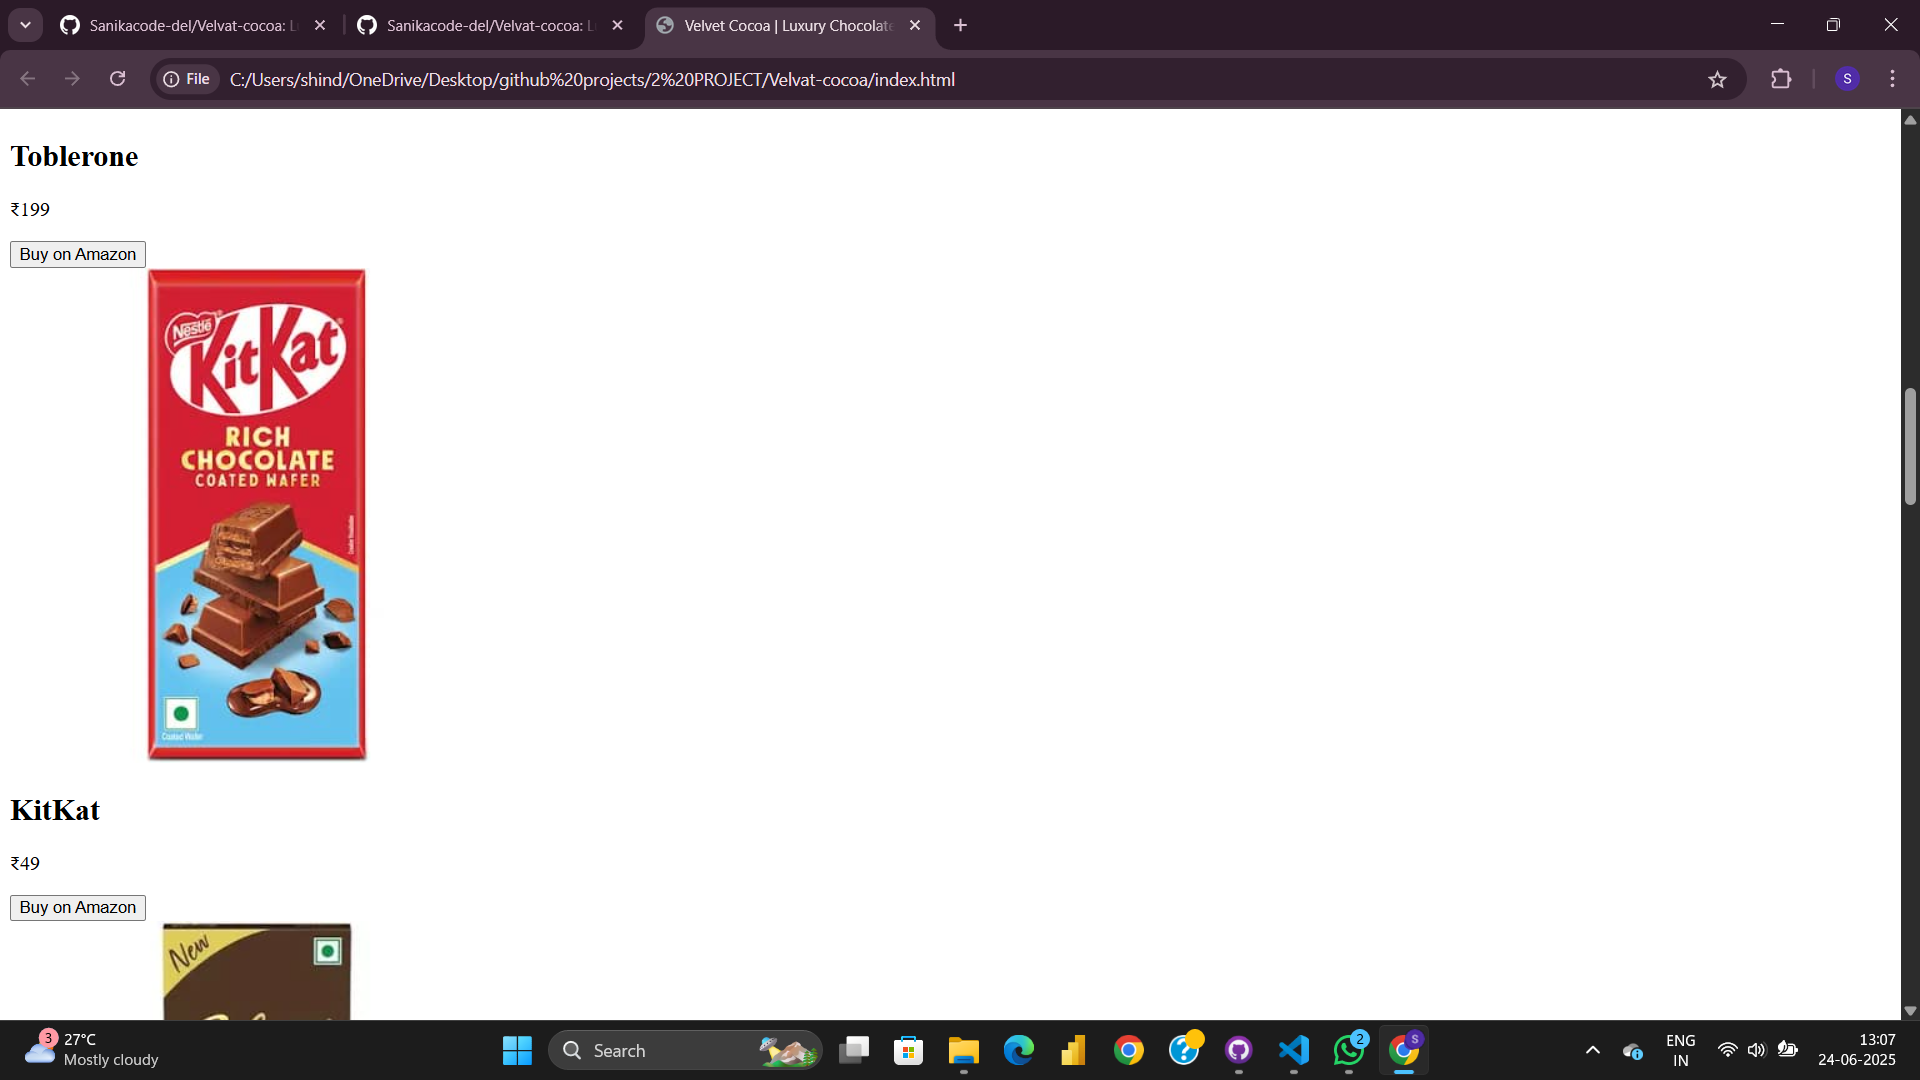 Sanikacode-del/Velvat-cocoa: L
Sanikacode-del/Velvat-cocoa: L
Velvet Cocoa | Luxury Chocolate
File
C:/Users/shind/OneDrive/Desktop/github%20projects/2%20PROJECT/Velvat-cocoa/index.html
S
Toblerone
₹199
Buy on Amazon
Nestlé
KitKat
RICH
CHOCOLATE
COATED WAFER
Coated Wafer
KitKat
₹49
Buy on Amazon
New
3
27°C
Mostly cloudy
Search
2
S
ENG
IN
13:07
24-06-2025